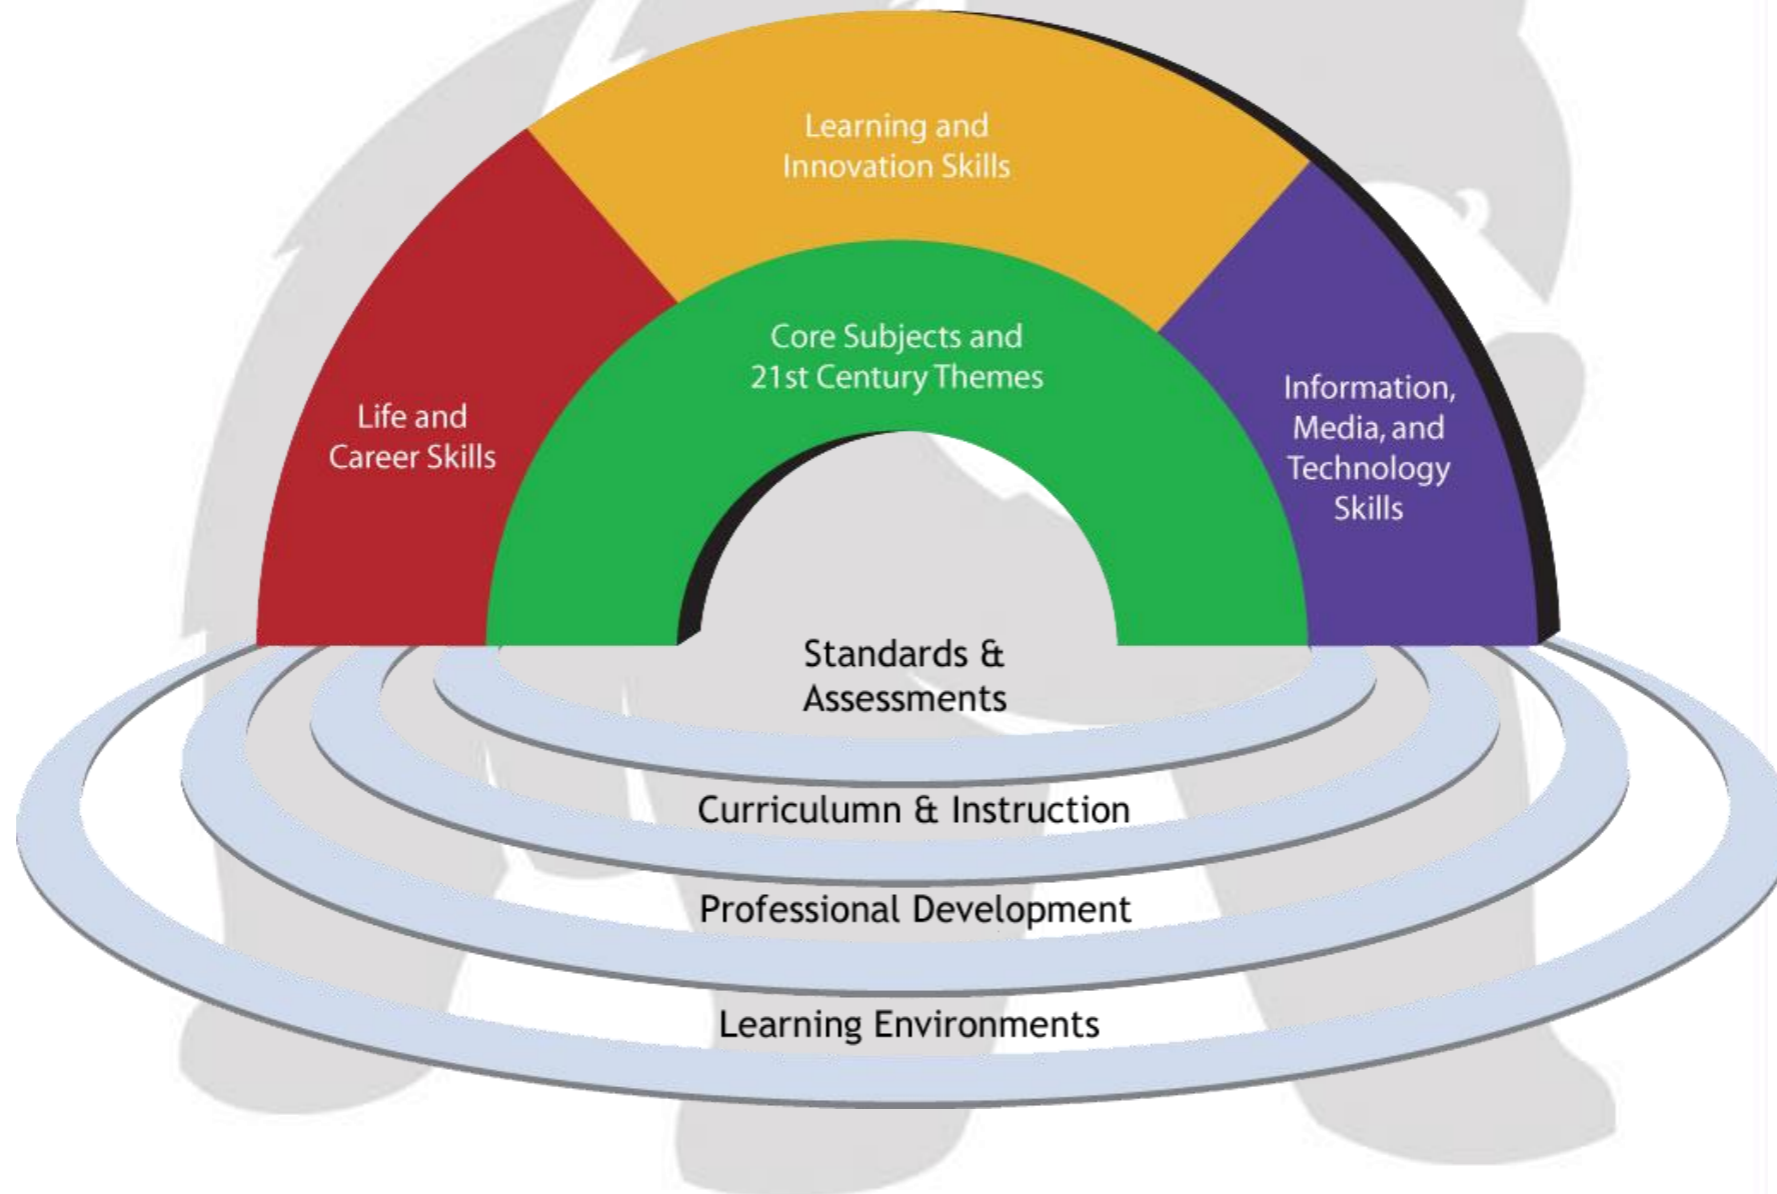 Learning and
Innovation Skills
Core Subjects and
21st Century Themes
Life and
Career Skills
Information,
Media, and
Technology
Skills
Standards &
Assessments
Curriculumn & Instruction
Professional Development
Learning Environments